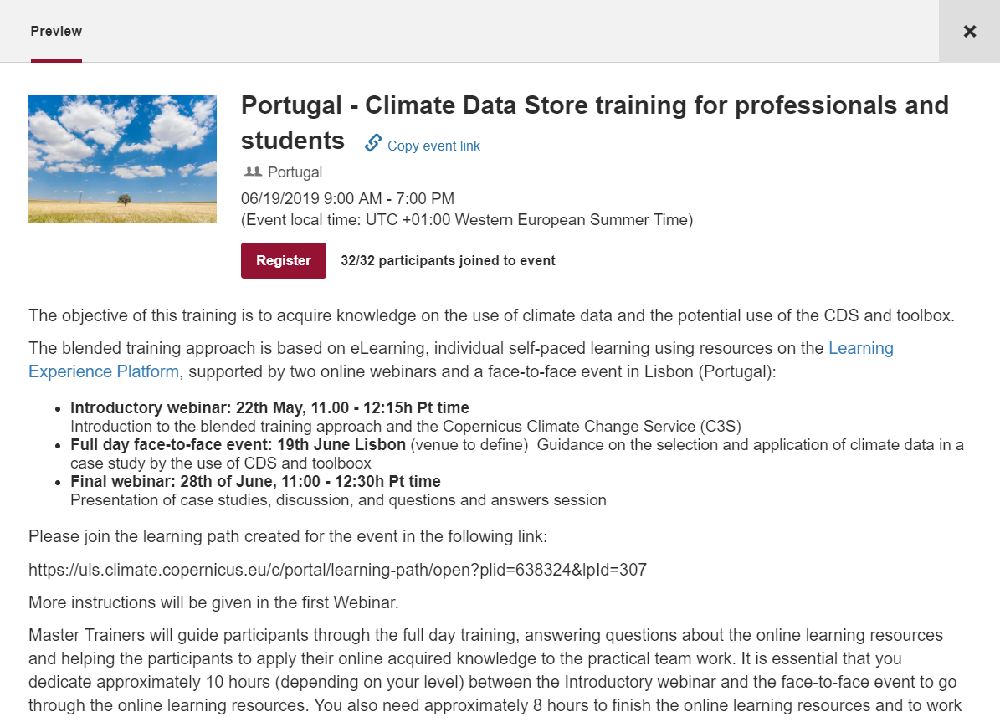 Preview
Portugal - Climate Data Store training for professionals and
students Copy event link
Portugal
06/19/2019 9:00 AM - 7:00 PM
(Event local time: UTC +01:00 Western European Summer Time)
Register 32/32 participants joined to event
The objective of this training is to acquire knowledge on the use of climate data and the potential use of the CDS and toolbox.
The blended training approach is based on eLearning, individual self-paced learning using resources on the Learning
Experience Platform, supported by two online webinars and a face-to-face event in Lisbon (Portugal):
• Introductory webinar: 22th May, 11.00 - 12:15h Pt time
Introduction to the blended training approach and the Copernicus Climate Change Service (C3S)
• Full day face-to-face event: 19th June Lisbon (venue to define)  Guidance on the selection and application of climate data in a
case study by the use of CDS and toolboox
• Final webinar: 28th of June, 11:00 - 12:30h Pt time
Presentation of case studies, discussion, and questions and answers session
Please join the learning path created for the event in the following link:
https://uls.climate.copernicus.eu/c/portal/learning-path/open?plid=638324&lpId=307
More instructions will be given in the first Webinar.
Master Trainers will guide participants through the full day training, answering questions about the online learning resources
and helping the participants to apply their online acquired knowledge to the practical team work. It is essential that you
dedicate approximately 10 hours (depending on your level) between the Introductory webinar and the face-to-face event to go
through the online learning resources. You also need approximately 8 hours to finish the online learning resources and to work